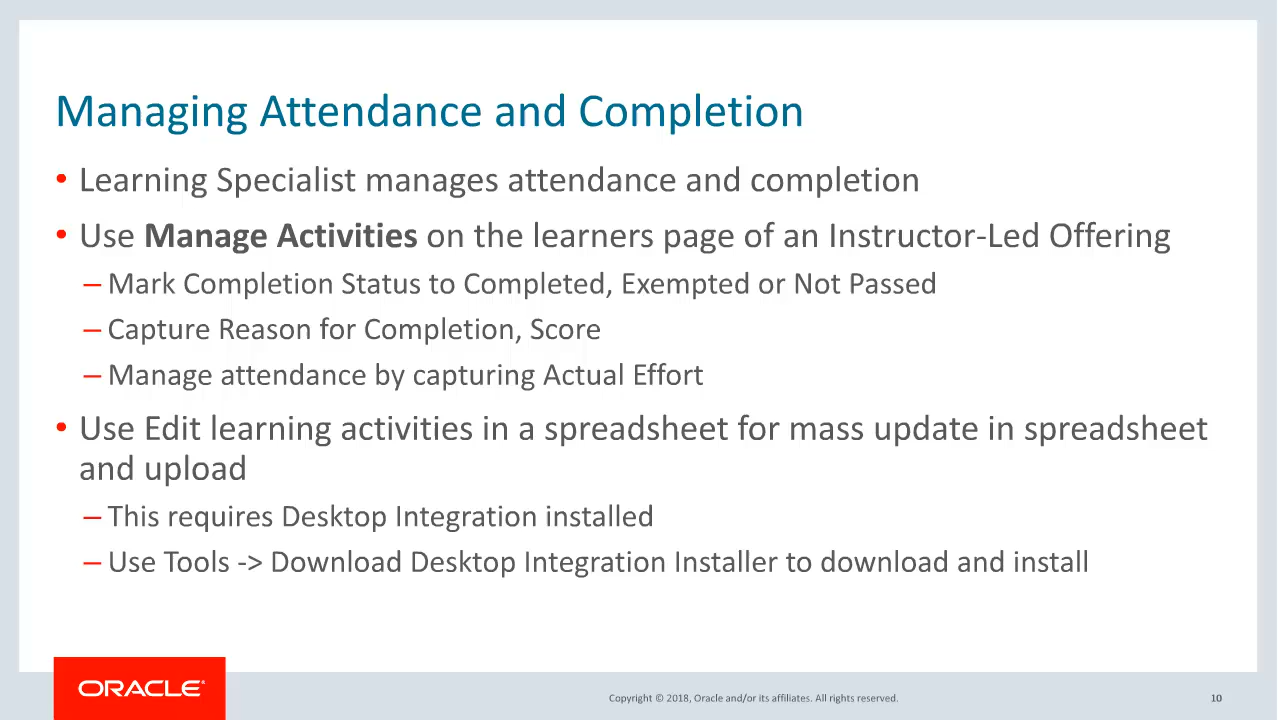 Managing Attendance and Completion
• Learning Specialist manages attendance and completion
• Use Manage Activities on the learners page of an Instructor-Led Offering
– Mark Completion Status to Completed, Exempted or Not Passed
– Capture Reason for Completion, Score
– Manage attendance by capturing Actual Effort
• Use Edit learning activities in a spreadsheet for mass update in spreadsheet
and upload
– This requires Desktop Integration installed
– Use Tools -> Download Desktop Integration Installer to download and install
ORACLE®
Copyright © 2018, Oracle and/or its affiliates. All rights reserved.
10